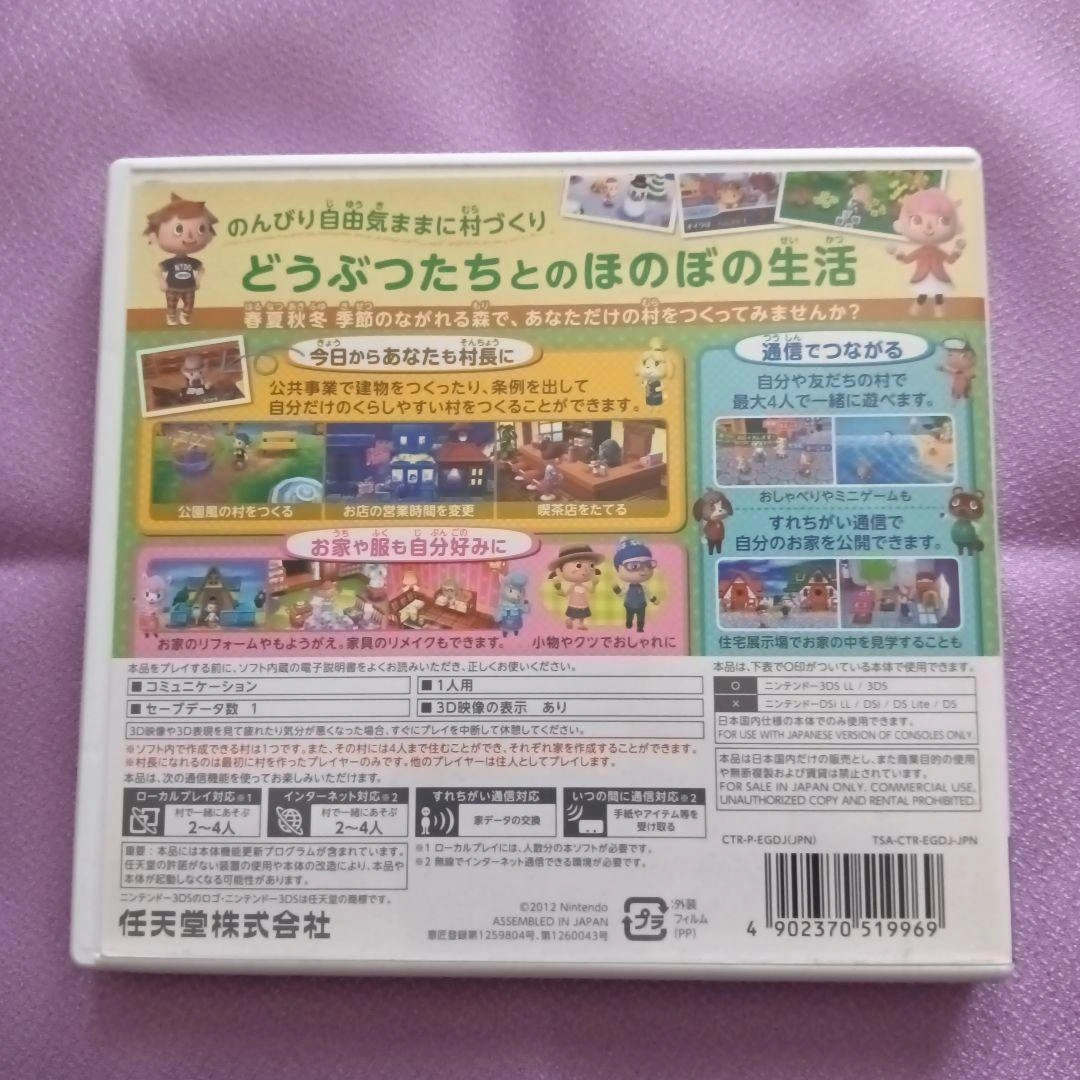 のんびり自由気ままに村づくり
どうぶつたちとのほのぼの生活
春夏秋冬 季節のながれる森で、あなただけの村をつくってみませんか?
今日からあなたも村長に
公共事業で建物をつくったり、条例を出して
自分だけのくらしやすい村をつくることができます。
公園風の村をつくる
お店の営業時間を変更
喫茶店をたてる
お家や服も自分好みに
お家のリフォームやもようがえ。家具のリメイクもできます。
小物やクツでおしゃれに
通信でつながる
自分や友だちの村で
最大4人で一緒に遊べます。
おしゃべりやミニゲームも
すれちがい通信で
自分のお家を公開できます。
住宅展示場でお家の中を見学することも
本品をプレイする前に、ソフト内蔵の電子説明書をよくお読みいただき、正しくお使いください。
■コミュニケーション
■1人用
■セーブデータ数 1
■3D映像の表示 あり
3D映像や3D表現を見て疲れたり気分が悪くなった場合、すぐにプレイを中断して休憩してください。
※ソフト内で作成できる村は1つです。また、その村には4人まで住むことができ、それぞれ家を作成することができます。
※村長になれるのは最初に村を作ったプレイヤーのみです。他のプレイヤーは住人としてプレイします。
本品は、次の通信機能を使ってお楽しみいただけます。
ローカルプレイ対応※1
村で一緒にあそぶ
2〜4人
インターネット対応※2
村で一緒にあそぶ
2〜4人
すれちがい通信対応
家データの交換
いつの間に通信対応※2
手紙やアイテム等を
受け取る
重要:本品には本体機能更新プログラムが含まれています。
任天堂の許諾がない装置の使用や本体の改造により、本品や
本体が起動しなくなる可能性があります。
※1 ローカルプレイには、人数分の本ソフトが必要です。
※2 無線でインターネット通信できる環境が必要です。
ニンテンドー3DSのロゴ・ニンテンドー3DSは任天堂の商標です。
任天堂株式会社
©2012 Nintendo
ASSEMBLED IN JAPAN
意匠登録第1259804号、第1260043号
プラ
:外装
フィルム
(PP)
本品は、下表で○印がついている本体で使用できます。
○ ニンテンドー3DS LL / 3DS
× ニンテンドーDSi LL / DSi / DS Lite / DS
日本国内仕様の本体でのみ使用できます。
FOR USE WITH JAPANESE VERSION OF CONSOLES ONLY.
本品は日本国内だけの販売とし、また商業目的の使用
や無断複製および賃貸は禁止されています。
FOR SALE IN JAPAN ONLY. COMMERCIAL USE,
UNAUTHORIZED COPY AND RENTAL PROHIBITED.
CTR-P-EGDJ(JPN)
TSA-CTR-EGDJ-JPN
4 902370 519969